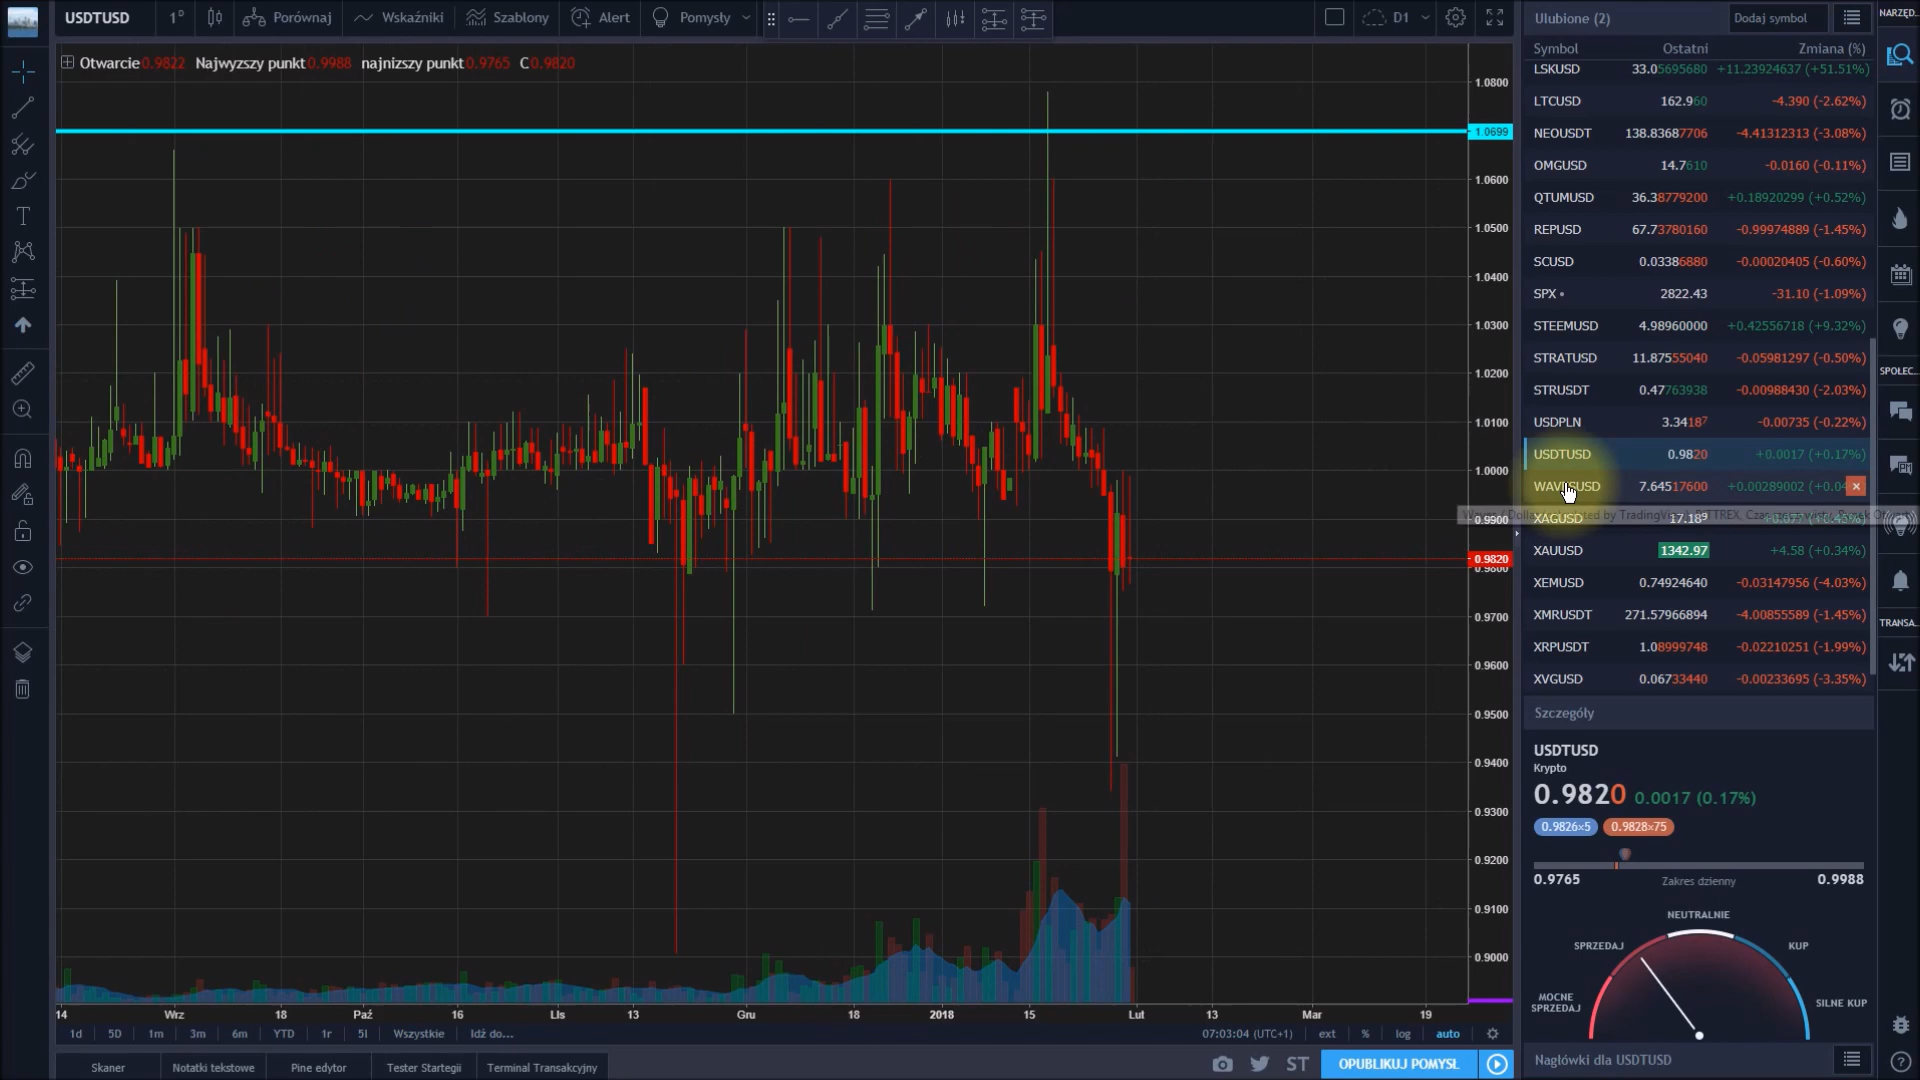 USDTUSD 1D Porównaj Wskaźniki Szablony Alert Pomysły D1
Otwarcie 0.9822 Najwyzszy punkt 0.9988 najnizszy punkt 0.9765 C 0.9820
1.0800
1.0699
1.0600
1.0500
1.0400
1.0300
1.0200
1.0100
1.0000
0.9900
0.9820
0.9800
0.9700
0.9600
0.9500
0.9400
0.9300
0.9200
0.9100
0.9000
14 Wrz 18 Paź 16 Lis 13 Gru 18 2018 15 Lut 13 Mar 19
1d 5D 1m 3m 6m YTD 1r 5l Wszystkie Idź do... 07:03:04 (UTC+1) ext % log auto
Skaner Notatki tekstowe Pine edytor Tester Startegii Terminal Transakcyjny ST OPUBLIKUJ POMYSŁ
Ulubione (2) Dodaj symbol
Symbol Ostatni Zmiana (%)
LSKUSD 33.05695680 +11.23924637 (+51.51%)
LTCUSD 162.960 -4.390 (-2.62%)
NEOUSDT 138.83687706 -4.41312313 (-3.08%)
OMGUSD 14.7610 -0.0160 (-0.11%)
QTUMUSD 36.38779200 +0.18920299 (+0.52%)
REPUSD 67.73780160 -0.99974889 (-1.45%)
SCUSD 0.03386880 -0.00020405 (-0.60%)
SPX 2822.43 -31.10 (-1.09%)
STEEMUSD 4.98960000 +0.42556718 (+9.32%)
STRATUSD 11.87555040 -0.05981297 (-0.50%)
STRUSDT 0.47763938 -0.00988430 (-2.03%)
USDPLN 3.34187 -0.00735 (-0.22%)
USDTUSD 0.9820 +0.0017 (+0.17%)
WAVESUSD 7.64517600 +0.00289002 (+0.04
XAGUSD 17.189
XAUUSD 1342.97 +4.58 (+0.34%)
XEMUSD 0.74924640 -0.03147956 (-4.03%)
XMRUSDT 271.57966894 -4.00855589 (-1.45%)
XRPUSDT 1.08999748 -0.02210251 (-1.99%)
XVGUSD 0.06733440 -0.00233695 (-3.35%)
Szczegóły
USDTUSD
Krypto
0.9820 0.0017 (0.17%)
0.9826×5 0.9828×75
0.9765 Zakres dzienny 0.9988
NEUTRALNIE
SPRZEDAJ KUP
MOCNE SPRZEDAJ SILNE KUP
Nagłówki dla USDTUSD
NARZĘD...
SPOŁEC...
TRANSA...